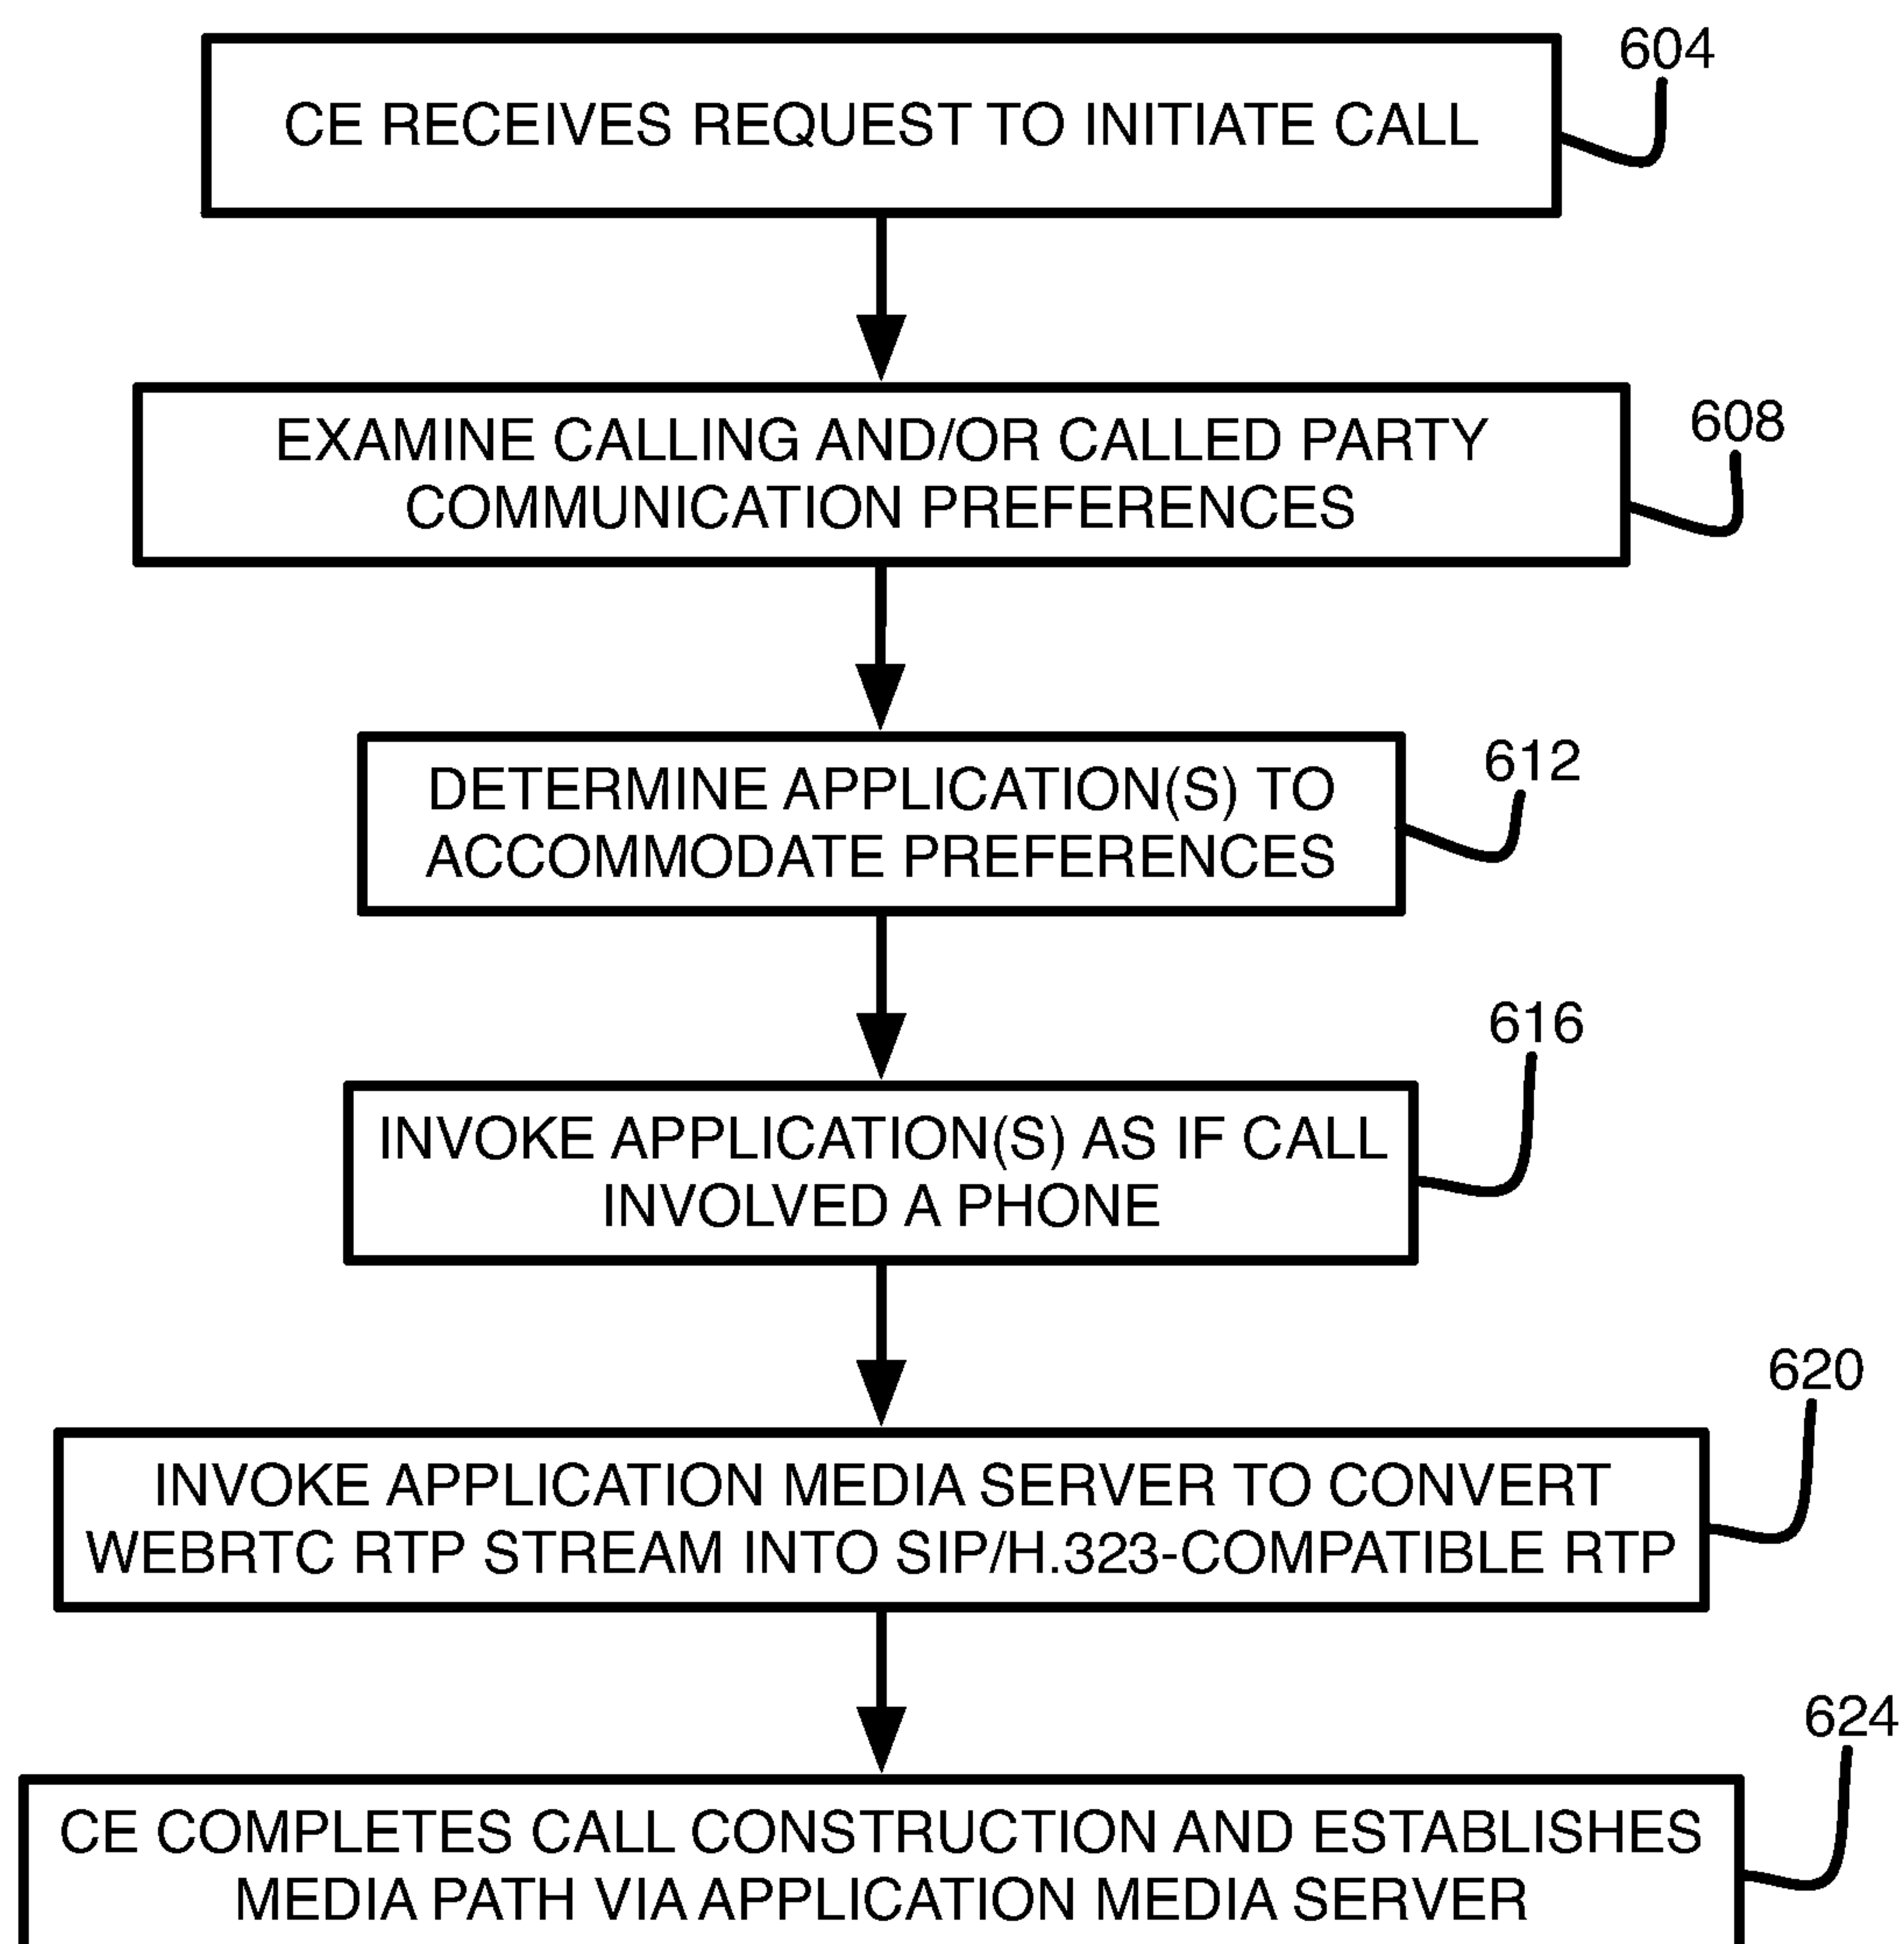 604
CE RECEIVES REQUEST TO INITIATE CALL
608
EXAMINE CALLING AND/OR CALLED PARTY
COMMUNICATION PREFERENCES
612
DETERMINE APPLICATION(S) TO
ACCOMMODATE PREFERENCES
616
INVOKE APPLICATION(S) AS IF CALL
INVOLVED A PHONE
620
INVOKE APPLICATION MEDIA SERVER TO CONVERT
WEBRTC RTP STREAM INTO SIP/H.323-COMPATIBLE RTP
624
CE COMPLETES CALL CONSTRUCTION AND ESTABLISHES
MEDIA PATH VIA APPLICATION MEDIA SERVER